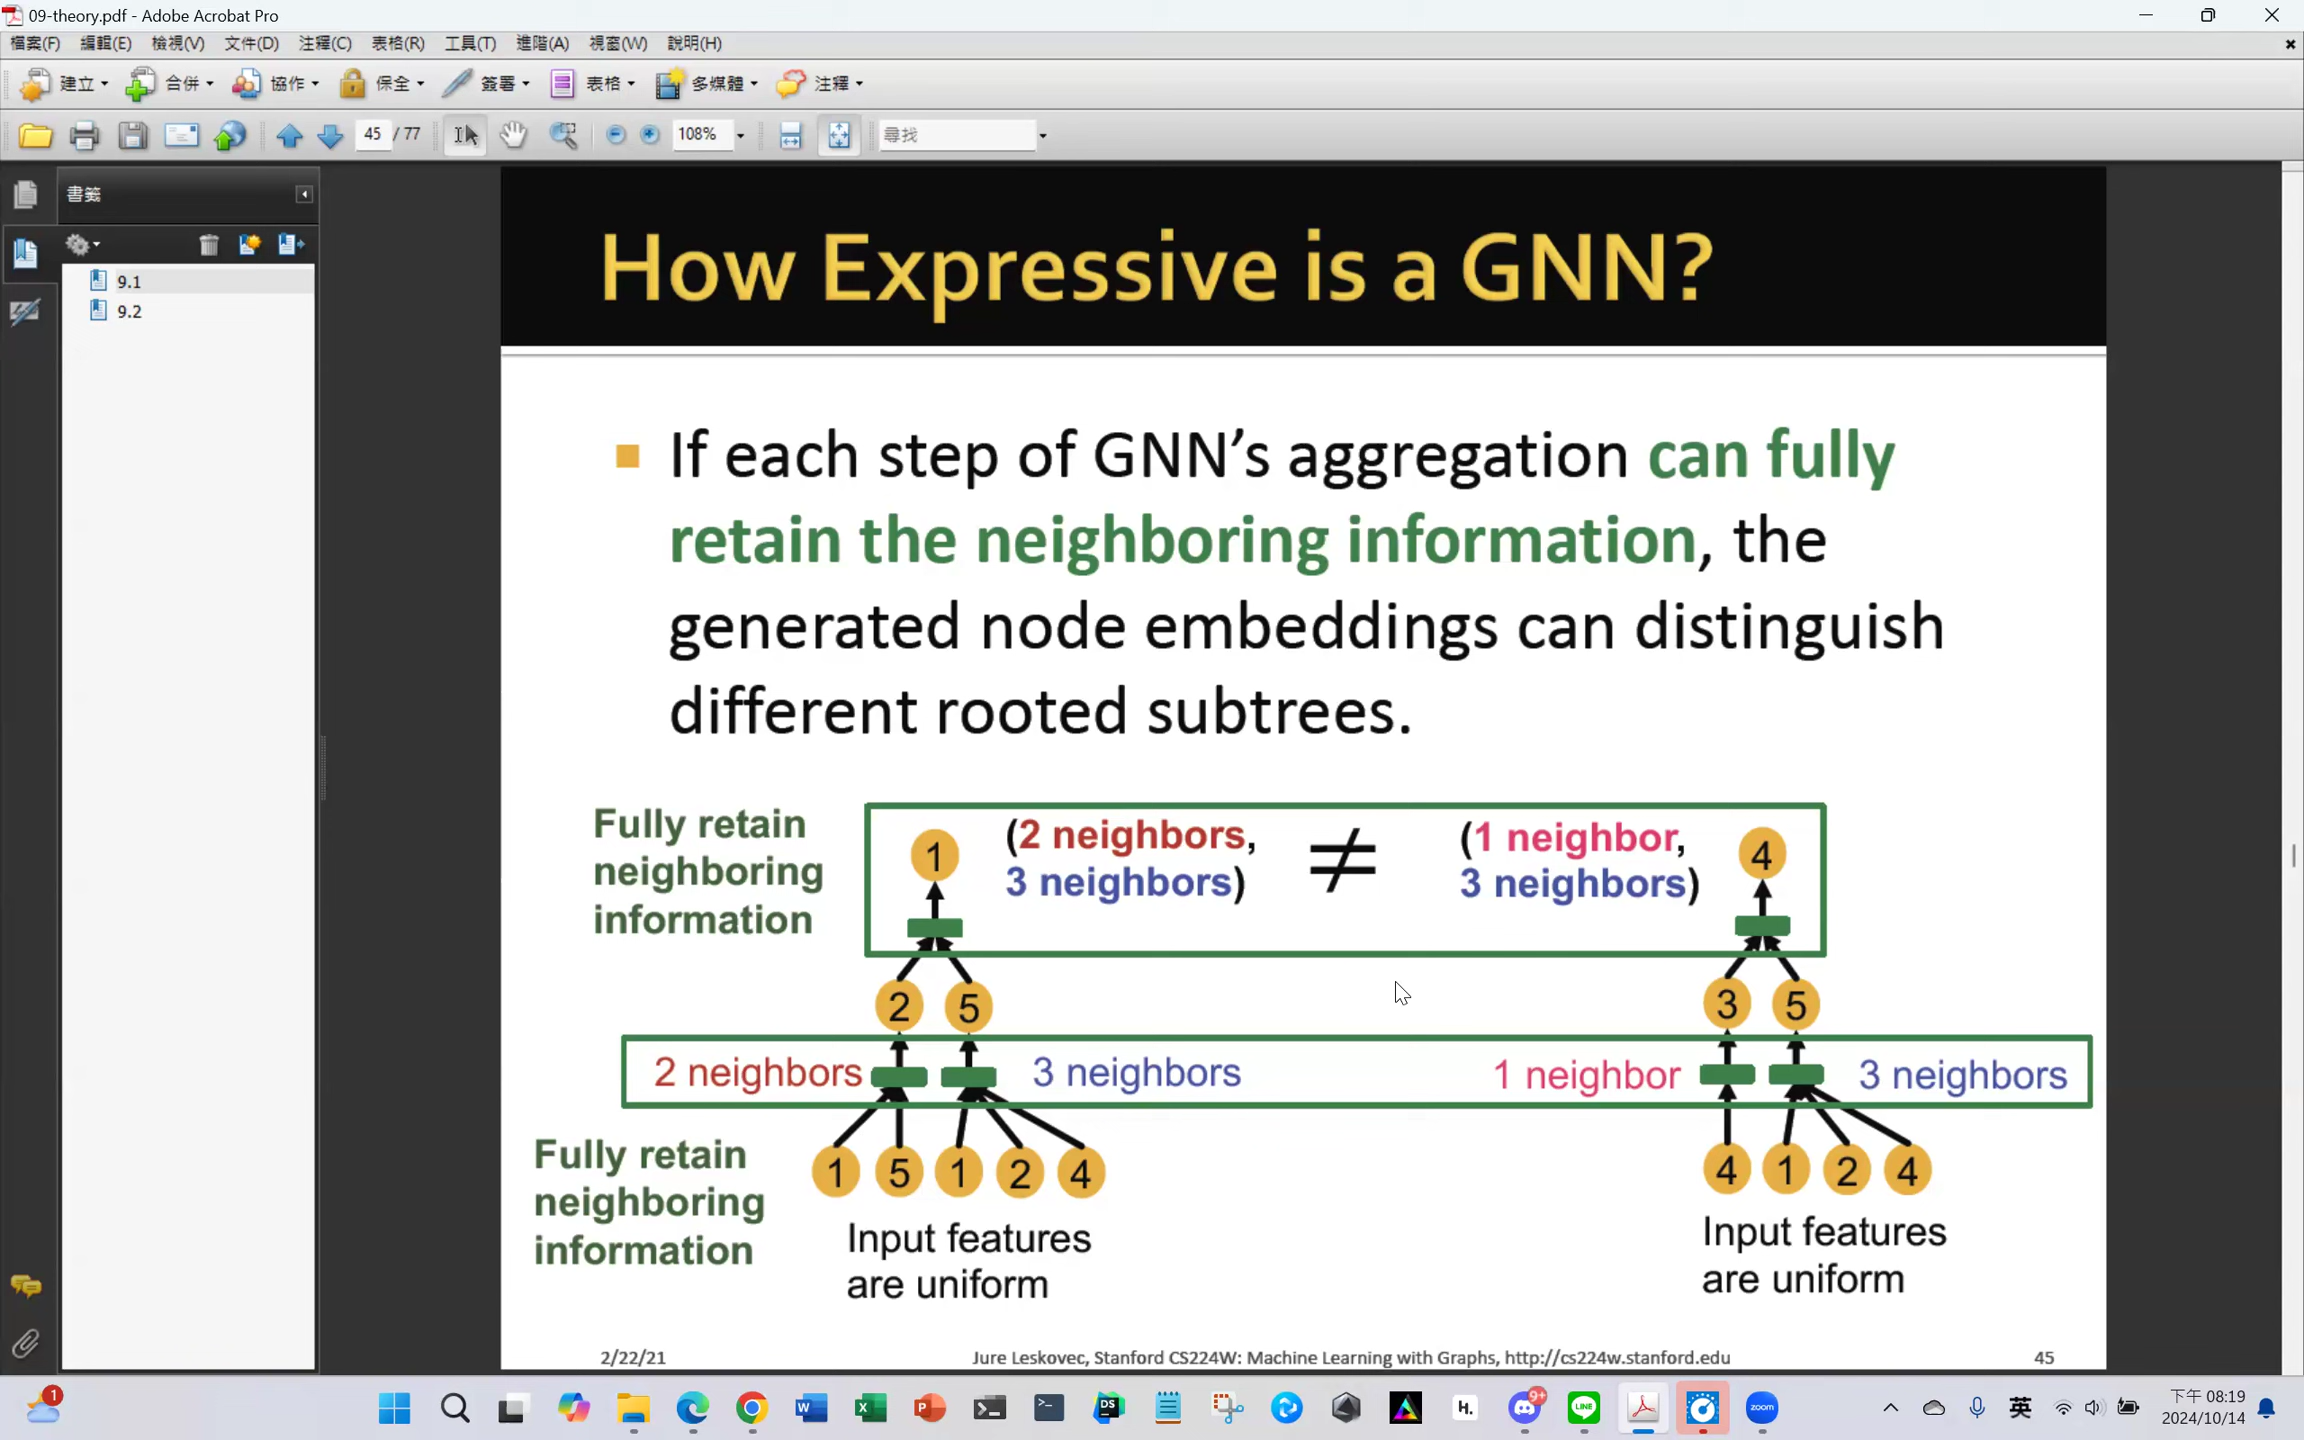 09-theory.pdf - Adobe Acrobat Pro
檔案(F) 編輯(E) 檢視(V) 文件(D) 注釋(C) 表格(R) 工具(T) 進階(A) 視窗(W) 說明(H)
建立 合併 協作 保全 簽署 表格 多媒體 注釋
45 / 77 108% 尋找
書籤
9.1
9.2
How Expressive is a GNN?
If each step of GNN’s aggregation can fully
retain the neighboring information, the
generated node embeddings can distinguish
different rooted subtrees.
Fully retain
neighboring
information
1 (2 neighbors, ≠ (1 neighbor, 4
3 neighbors) 3 neighbors)
2 5 3 5
2 neighbors 3 neighbors 1 neighbor 3 neighbors
Fully retain
neighboring
information
1 5 1 2 4 4 1 2 4
Input features Input features
are uniform are uniform
2/22/21 Jure Leskovec, Stanford CS224W: Machine Learning with Graphs, http://cs224w.stanford.edu 45
1 W X P DS H. 9+ LINE zoom 英 下午 08:19
2024/10/14